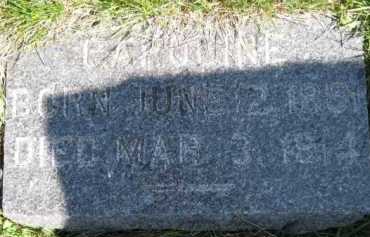 CAROLINE
BORN JUNE 12, 1851
DIED MAR. 3, 1914